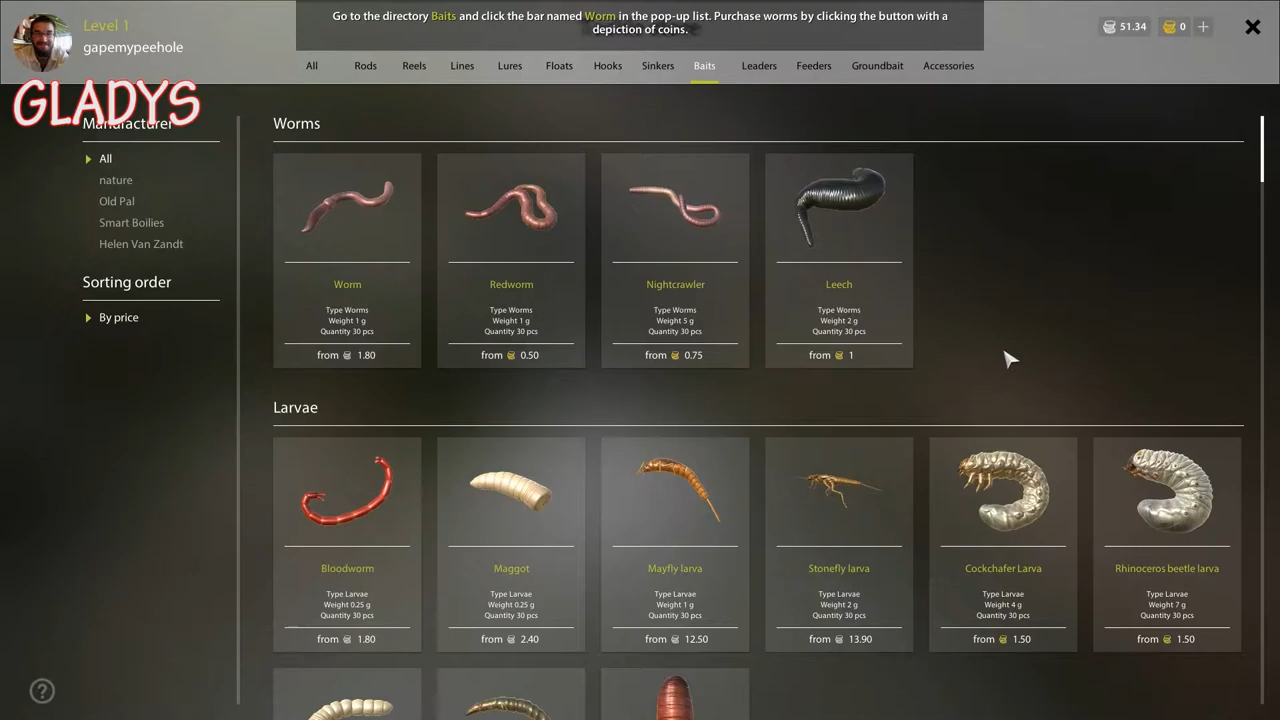 Level 1
gapemypeehole
GLADYS
Go to the directory Baits and click the bar named Worm in the pop-up list. Purchase worms by clicking the button with a
depiction of coins.
51.34 0 +
All Rods Reels Lines Lures Floats Hooks Sinkers Baits Leaders Feeders Groundbait Accessories
Manufacturer
All
nature
Old Pal
Smart Boilies
Helen Van Zandt
Sorting order
By price
Worms
Worm
Type Worms
Weight 1 g
Quantity 30 pcs
from 1.80
Redworm
Type Worms
Weight 1 g
Quantity 30 pcs
from 0.50
Nightcrawler
Type Worms
Weight 5 g
Quantity 30 pcs
from 0.75
Leech
Type Worms
Weight 2 g
Quantity 30 pcs
from 1
Larvae
Bloodworm
Type Larvae
Weight 0.25 g
Quantity 30 pcs
from 1.80
Maggot
Type Larvae
Weight 0.25 g
Quantity 30 pcs
from 2.40
Mayfly larva
Type Larvae
Weight 1 g
Quantity 30 pcs
from 12.50
Stonefly larva
Type Larvae
Weight 2 g
Quantity 30 pcs
from 13.90
Cockchafer Larva
Type Larvae
Weight 4 g
Quantity 30 pcs
from 1.50
Rhinoceros beetle larva
Type Larvae
Weight 7 g
Quantity 30 pcs
from 1.50
?